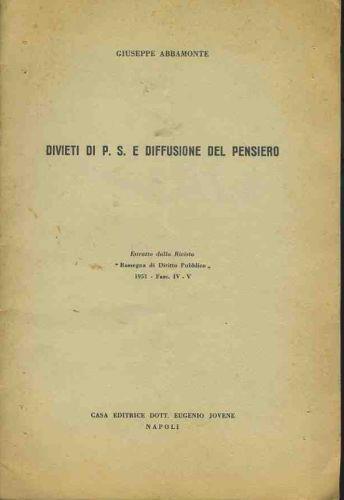 GIUSEPPE ABBAMONTE
DIVIETI DI P. S. E DIFFUSIONE DEL PENSIERO
Estratto dalla Rivista
“ Rassegna di Diritto Pubblico „
1951 - Fasc. IV - V
CASA EDITRICE DOTT. EUGENIO JOVENE
NAPOLI